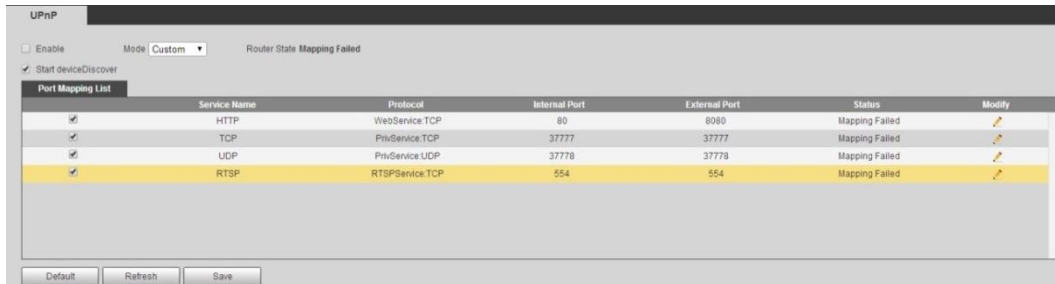 UPnP
Enable Mode Custom Router State Mapping Failed
Start deviceDiscover
Port Mapping List
Service Name Protocol Internal Port External Port Status Modify
HTTP WebService:TCP 80 8080 Mapping Failed
TCP PrivService:TCP 37777 37777 Mapping Failed
UDP PrivService:UDP 37778 37778 Mapping Failed
RTSP RTSPService:TCP 554 554 Mapping Failed
Default Refresh Save